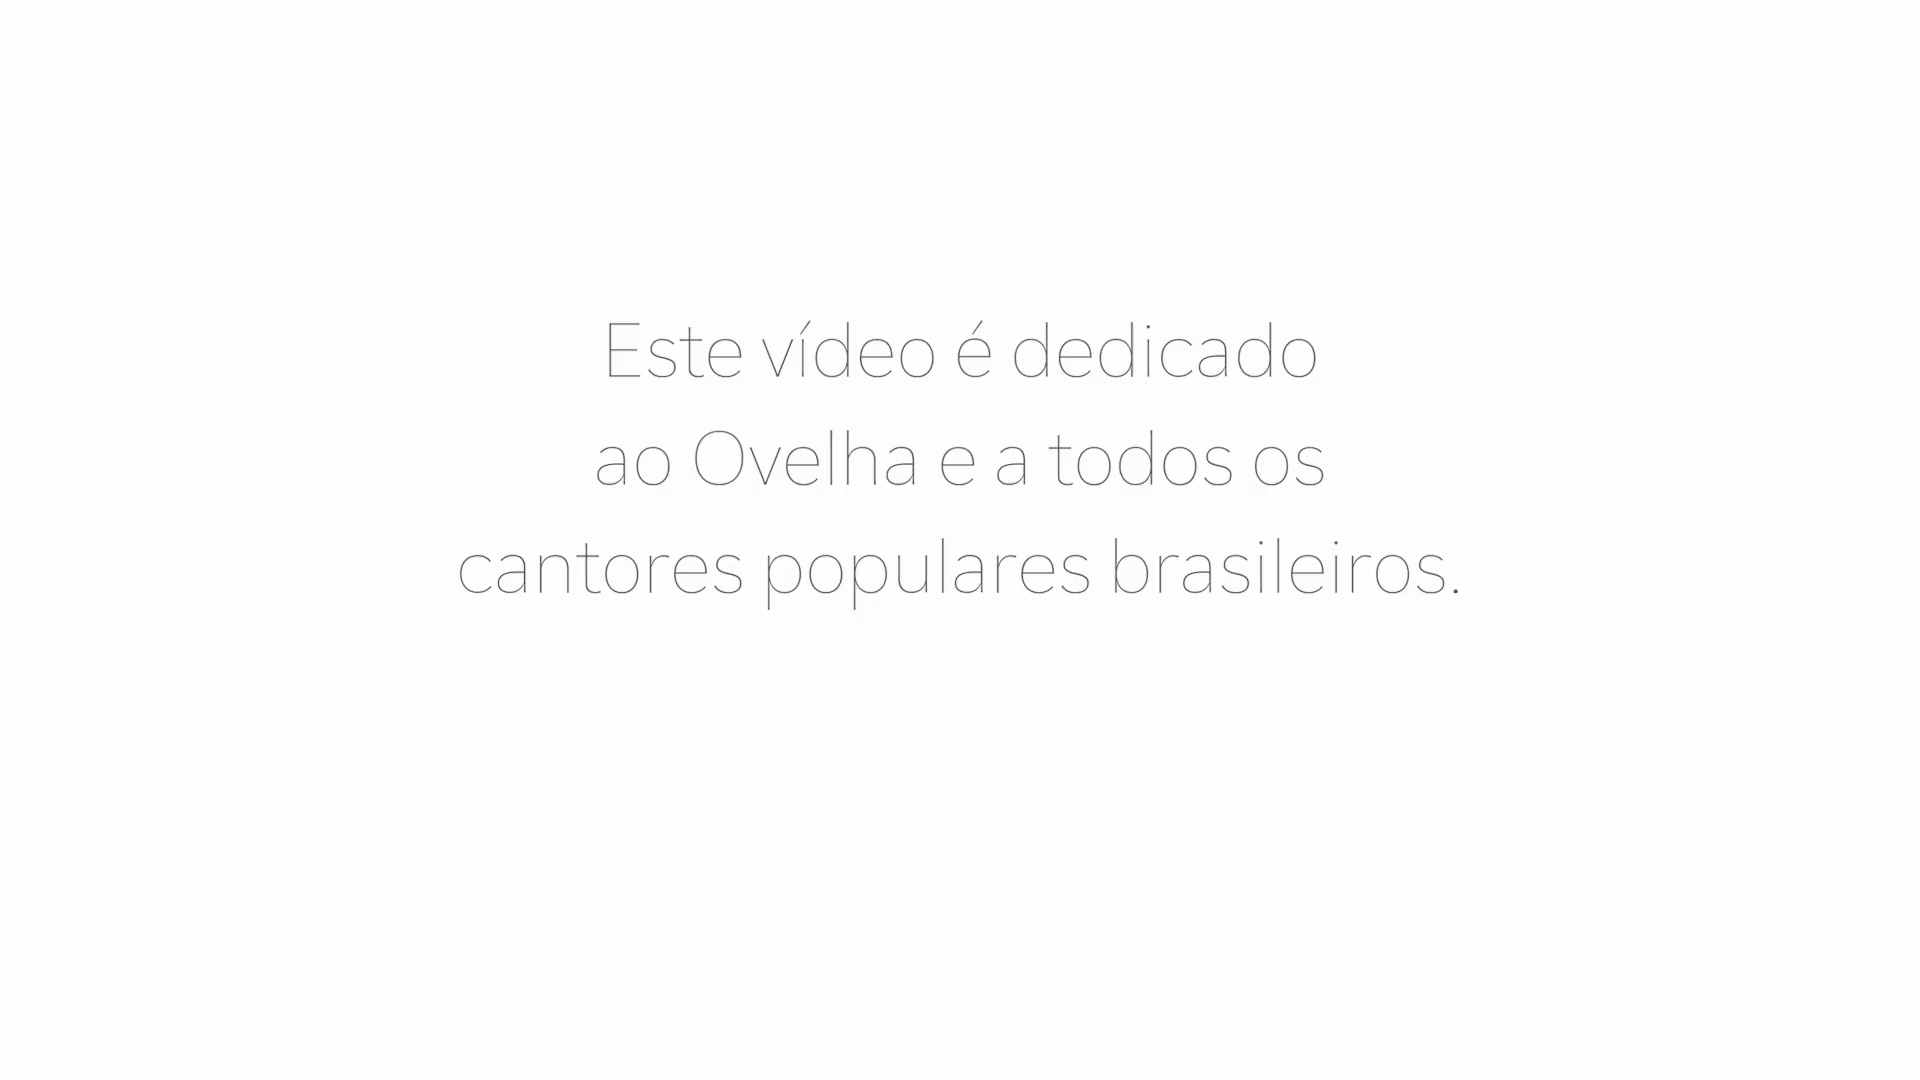 Este vídeo é dedicado
ao Ovelha e a todos os
cantores populares brasileiros.